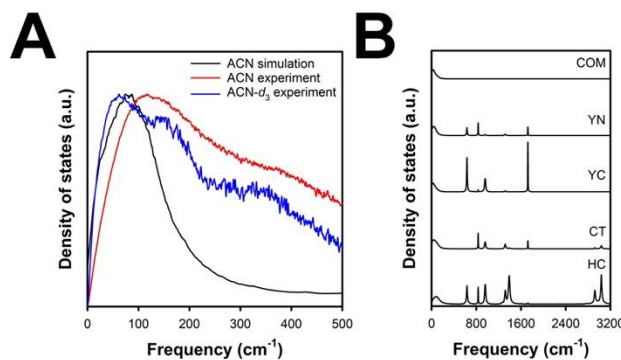 A
ACN simulation
ACN experiment
ACN-d3 experiment
Density of states (a.u.)
0 100 200 300 400 500
Frequency (cm-1)
B
COM
YN
YC
CT
HC
Density of states (a.u.)
0 800 1600 2400 3200
Frequency (cm-1)